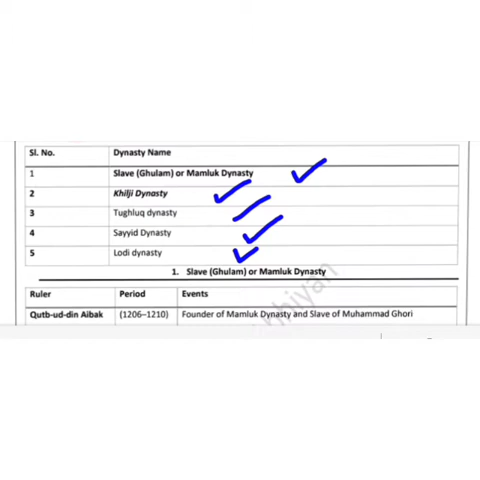 Sl. No. Dynasty Name
1 Slave (Ghulam) or Mamluk Dynasty
2 Khilji Dynasty
3 Tughluq dynasty
4 Sayyid Dynasty
5 Lodi dynasty
1. Slave (Ghulam) or Mamluk Dynasty
Ruler Period Events
Qutb-ud-din Aibak (1206–1210) Founder of Mamluk Dynasty and Slave of Muhammad Ghori